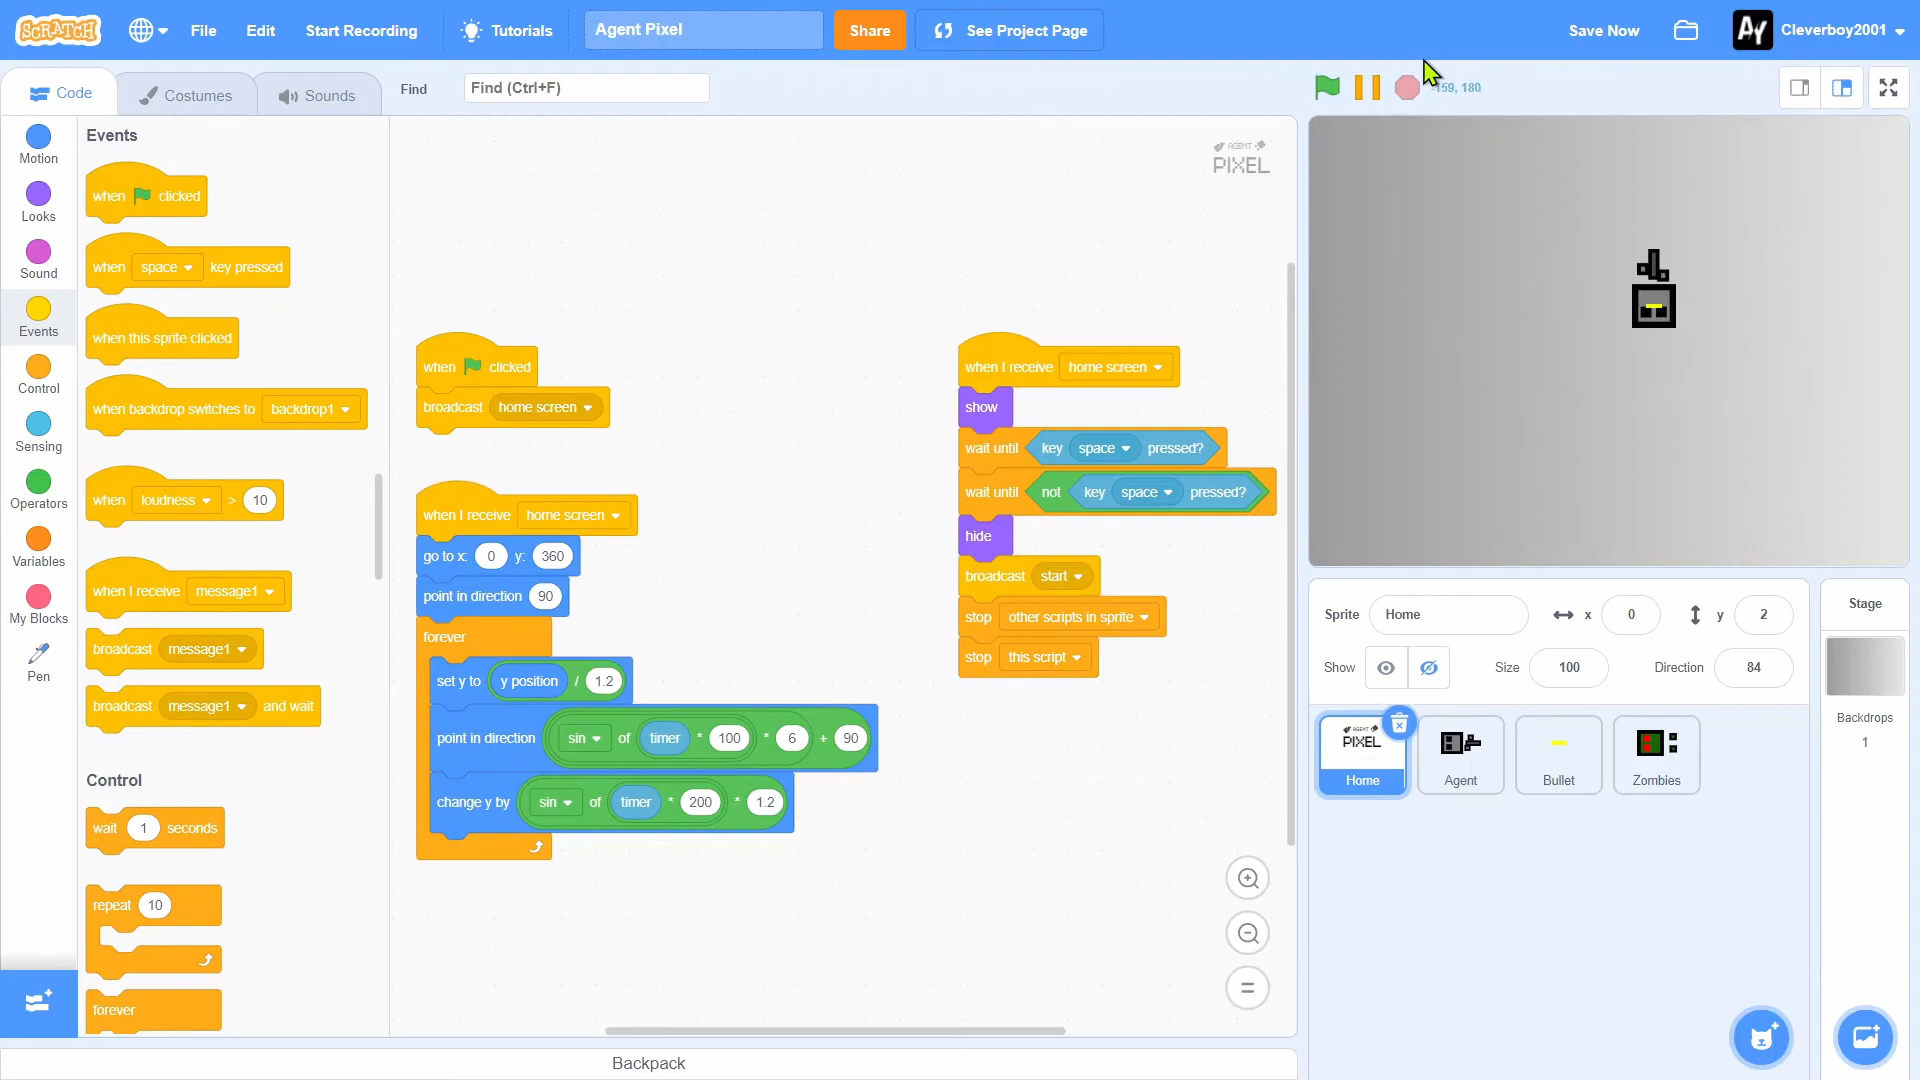 SCRATCH File Edit Start Recording Tutorials Agent Pixel Share See Project Page Save Now Ay Cleverboy2001
Code Costumes Sounds Find Find (Ctrl+F) -159, 180
Motion
Looks
Sound
Events
Control
Sensing
Operators
Variables
My Blocks
Pen
Events
when clicked
when space key pressed
when this sprite clicked
when backdrop switches to backdrop1
when loudness > 10
when I receive message1
broadcast message1
broadcast message1 and wait
Control
wait 1 seconds
repeat 10
forever
AGENT
PIXEL
when clicked
broadcast home screen
when I receive home screen
go to x: 0 y: 360
point in direction 90
forever
set y to y position / 1.2
point in direction sin of timer * 100 * 6 + 90
change y by sin of timer * 200 * 1.2
when I receive home screen
show
wait until key space pressed?
wait until not key space pressed?
hide
broadcast start
stop other scripts in sprite
stop this script
Backpack
Sprite Home x 0 y 2
Show Size 100 Direction 84
AGENT
PIXEL
Home
Agent
Bullet
Zombies
Stage
Backdrops
1